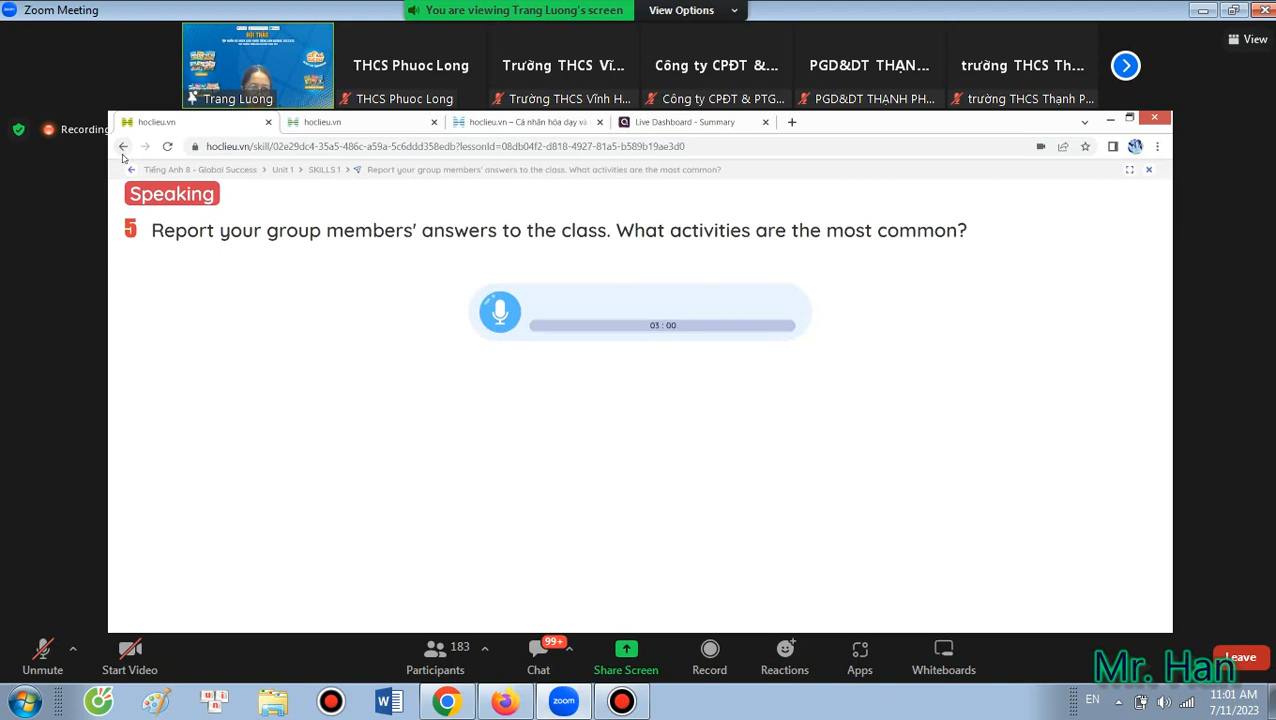 Zoom Meeting
You are viewing Trang Luong's screen
View Options
View
HỘI THẢO
Trang Luong
THCS Phuoc Long
THCS Phuoc Long
Trường THCS Vĩ...
Trường THCS Vĩnh H...
Công ty CPĐT &...
Công ty CPĐT & PTG...
PGD&DT THẠN...
PGD&DT THẠNH PH...
trường THCS Th...
trường THCS Thạnh P...
Recording
hoclieu.vn
hoclieu.vn
hoclieu.vn – Cá nhân hóa dạy và
Live Dashboard - Summary
hoclieu.vn/skill/02e29dc4-35a5-486c-a59a-5c6ddd358edb?lessonId=08db04f2-d818-4927-81a5-b589b19ae3d0
Tiếng Anh 8 - Global Success > Unit 1 > SKILLS 1 Report your group members' answers to the class. What activities are the most common?
Speaking
5 Report your group members' answers to the class. What activities are the most common?
03 : 00
Unmute
Start Video
183
Participants
99+
Chat
Share Screen
Record
Reactions
Apps
Whiteboards
Leave
Mr. Han
EN
11:01 AM
7/11/2023